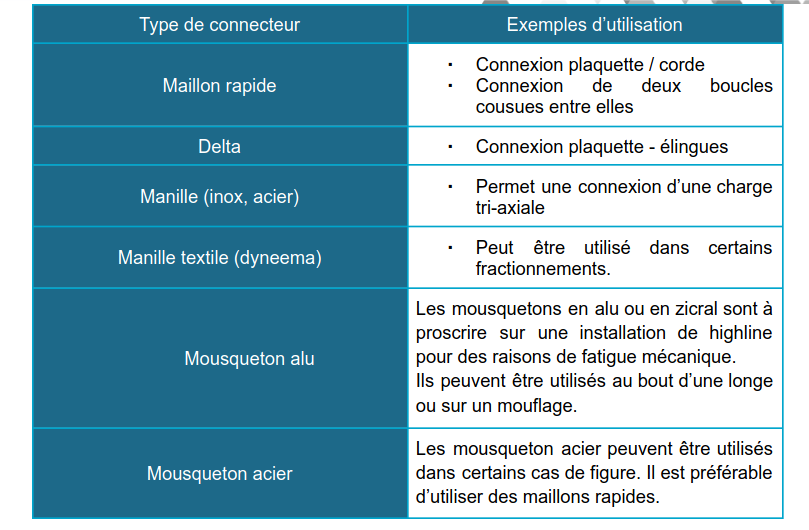 Type de connecteur
Exemples d’utilisation
Maillon rapide
▪ Connexion plaquette / corde
▪ Connexion de deux boucles
cousues entre elles
Delta
▪ Connexion plaquette - élingues
Manille (inox, acier)
▪ Permet une connexion d’une charge
tri-axiale
Manille textile (dyneema)
▪ Peut être utilisé dans certains
fractionnements.
Mousqueton alu
Les mousquetons en alu ou en zicral sont à
proscrire sur une installation de highline
pour des raisons de fatigue mécanique.
Ils peuvent être utilisés au bout d’une longe
ou sur un mouflage.
Mousqueton acier
Les mousqueton acier peuvent être utilisés
dans certains cas de figure. Il est préférable
d’utiliser des maillons rapides.